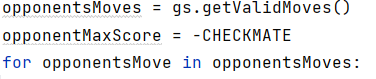 opponentsMoves = gs.getValidMoves()
opponentMaxScore = -CHECKMATE
for opponentsMove in opponentsMoves: